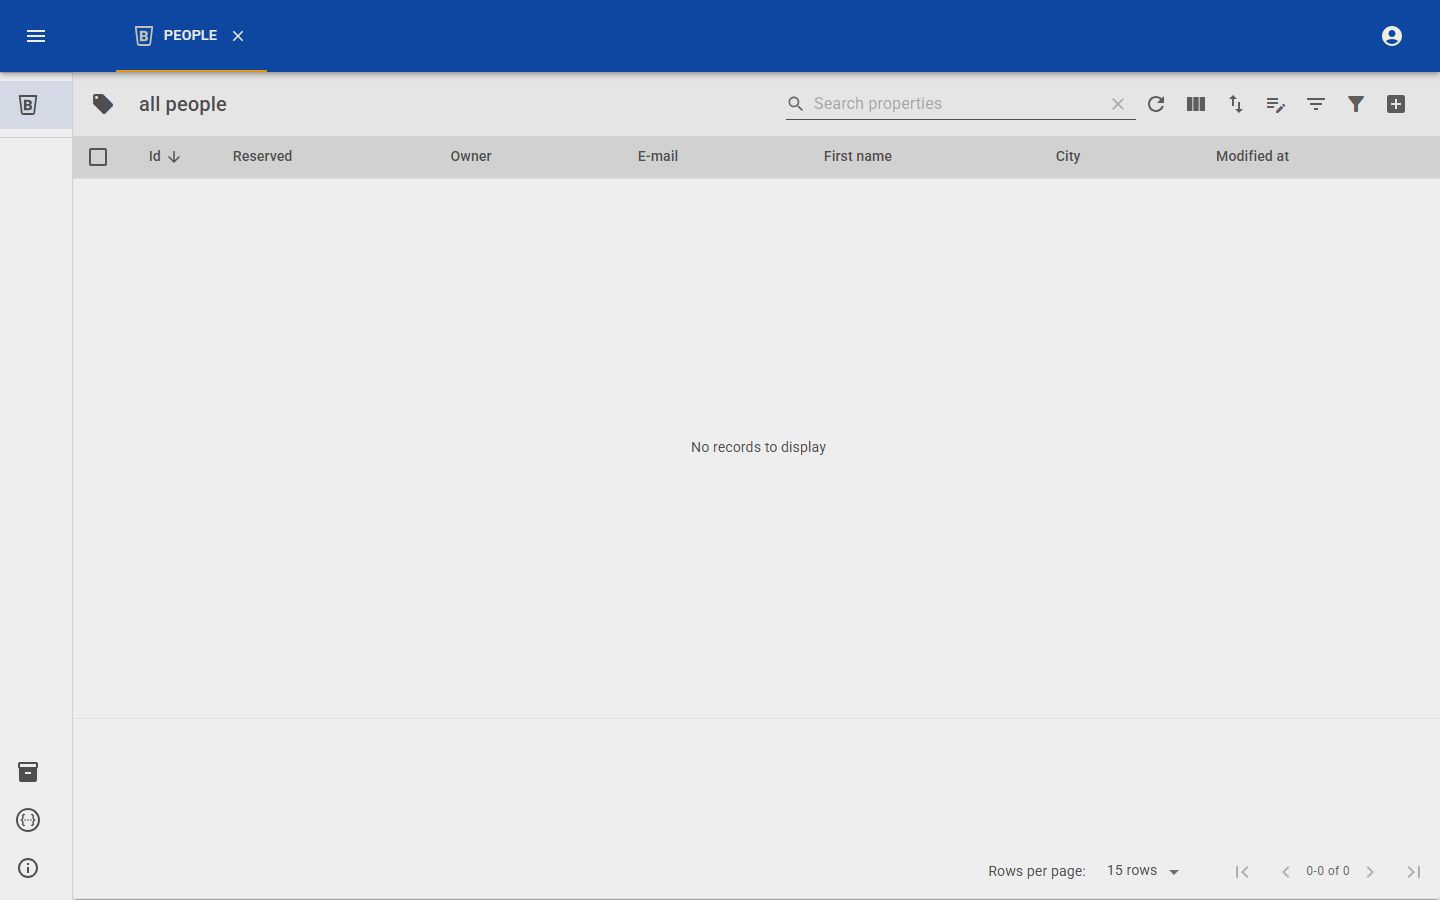 PEOPLE
all people
Search properties
Id Reserved Owner E-mail First name City Modified at
No records to display
Rows per page: 15 rows 0-0 of 0